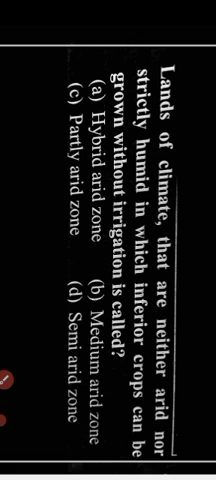 Lands of climate, that are neither arid nor
strictly humid in which inferior crops can be
grown without irrigation is called?
(a) Hybrid arid zone (b) Medium arid zone
(c) Partly arid zone (d) Semi arid zone